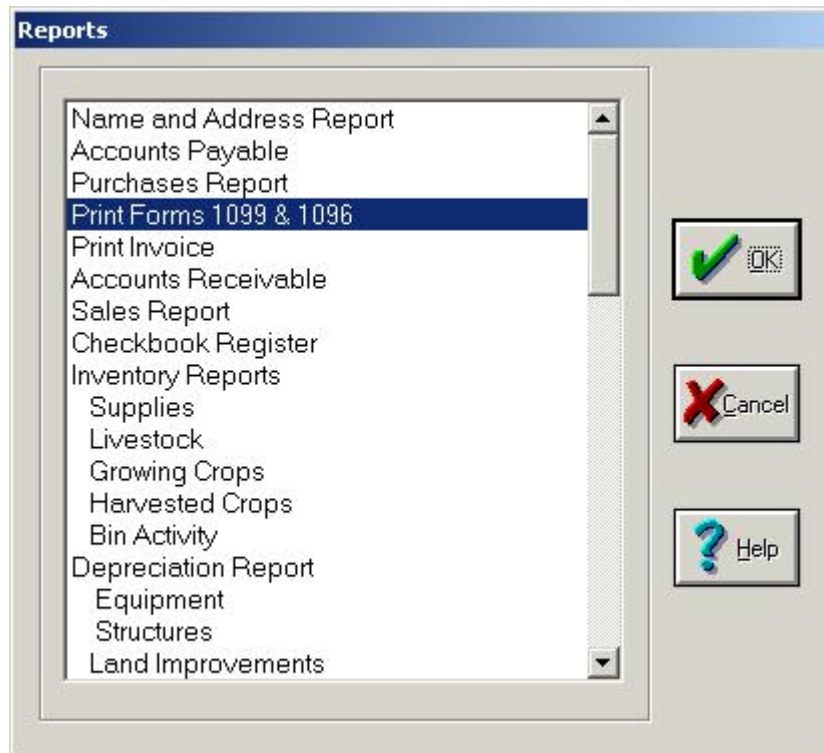 Reports
Name and Address Report
Accounts Payable
Purchases Report
Print Forms 1099 & 1096
Print Invoice
Accounts Receivable
Sales Report
Checkbook Register
Inventory Reports
Supplies
Livestock
Growing Crops
Harvested Crops
Bin Activity
Depreciation Report
Equipment
Structures
Land Improvements
OK
Cancel
Help